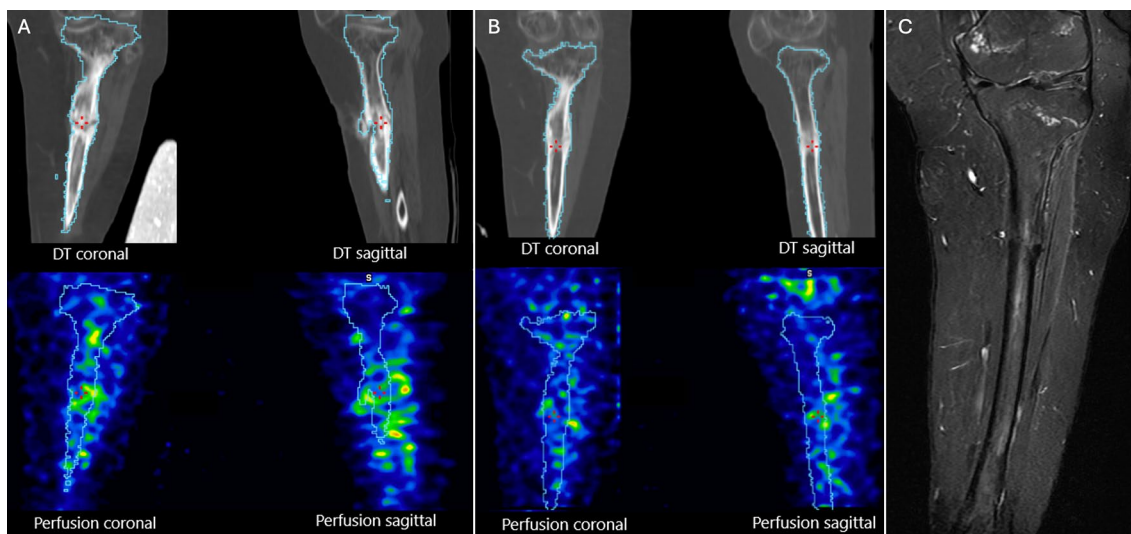 A
B
C
DT coronal
DT sagittal
DT coronal
DT sagittal
S
S
Perfusion coronal
Perfusion sagittal
Perfusion coronal
Perfusion sagittal